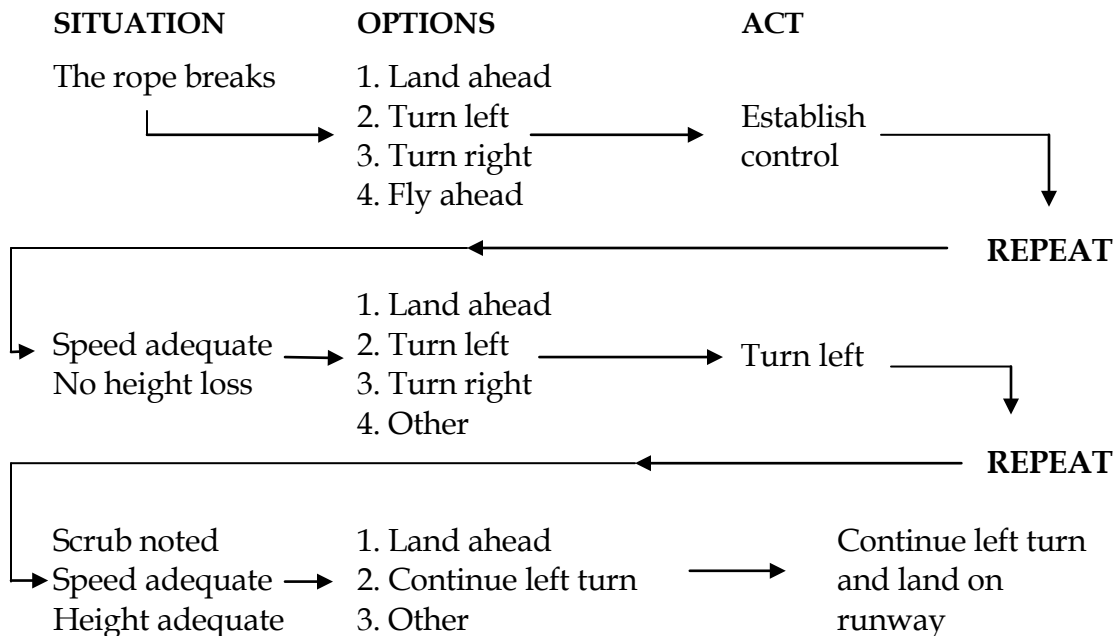 SITUATION OPTIONS ACT
The rope breaks
1. Land ahead
2. Turn left
3. Turn right
4. Fly ahead
Establish
control
REPEAT
Speed adequate
No height loss
1. Land ahead
2. Turn left
3. Turn right
4. Other
Turn left
REPEAT
Scrub noted
Speed adequate
Height adequate
1. Land ahead
2. Continue left turn
3. Other
Continue left turn
and land on
runway